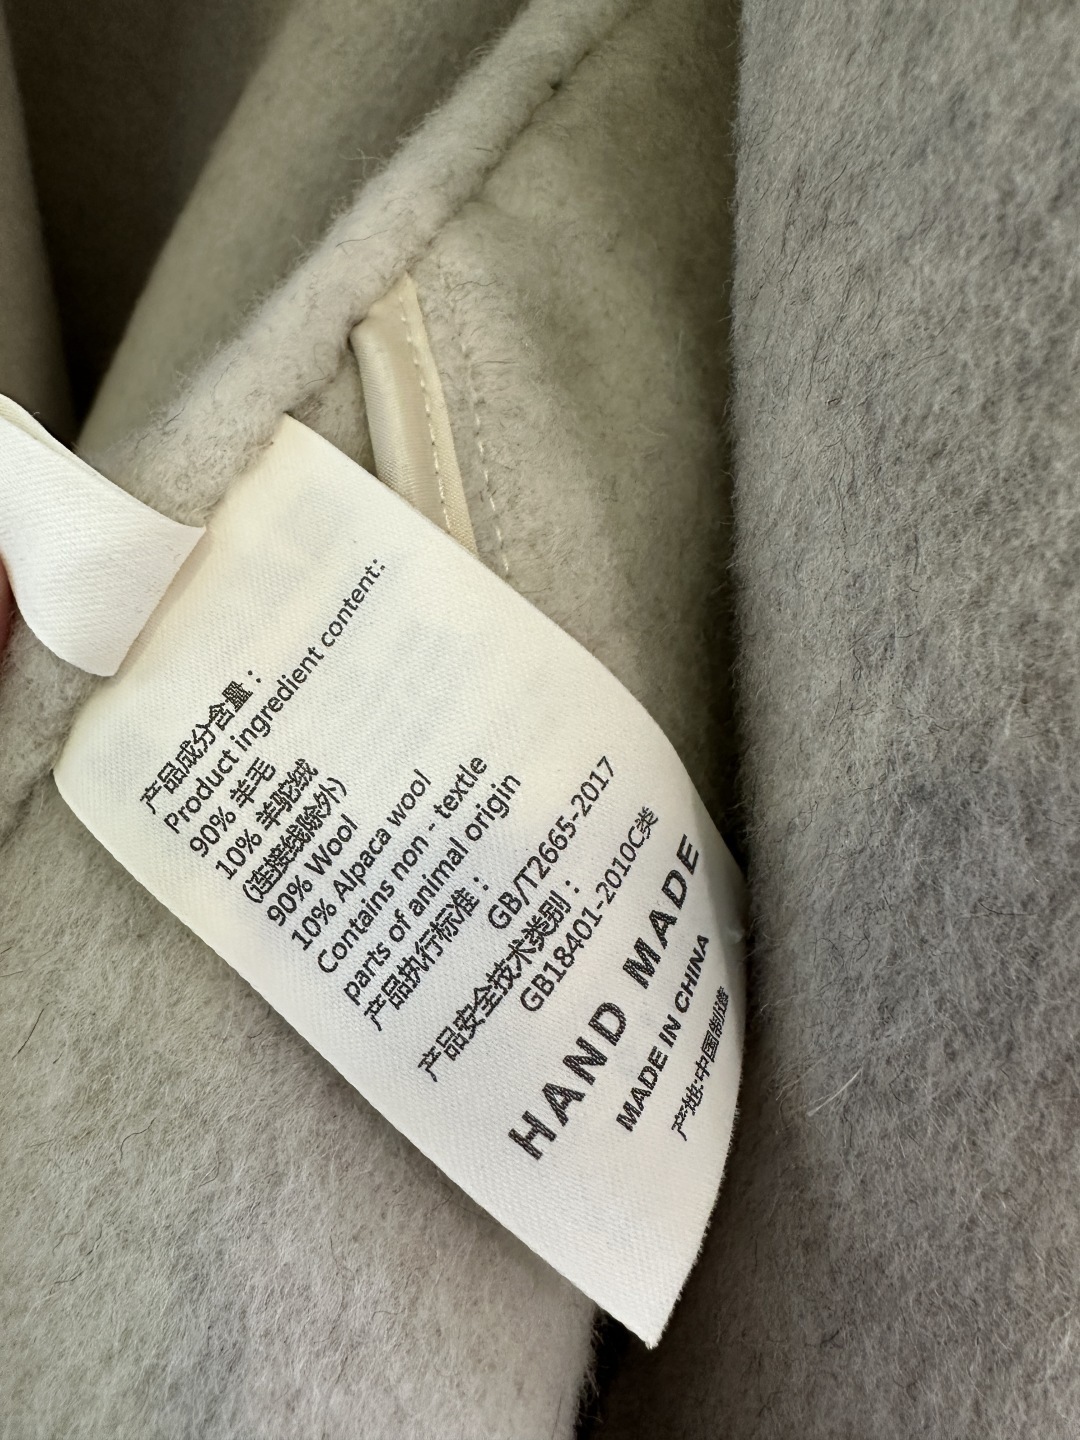 产品成分含量：
Product ingredient content:
90% 羊毛
10% 羊驼绒
(连接线除外)
90% Wool
10% Alpaca wool
Contains non - textle
parts of animal origin
产品执行标准：
GB/T2665-2017
产品安全技术类别：
GB18401-2010C类
HAND MADE
MADE IN CHINA
产地:中国制造